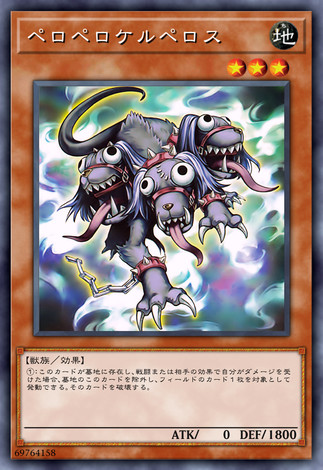 ペロペロケルペロス
地
【獣族／効果】
①：このカードが墓地に存在し、戦闘または相手の効果で自分がダメージを
受けた場合、墓地のこのカードを除外し、フィールドのカード１枚を対象として
発動できる。そのカードを破壊する。
ATK/ 0 DEF/1800
69764158